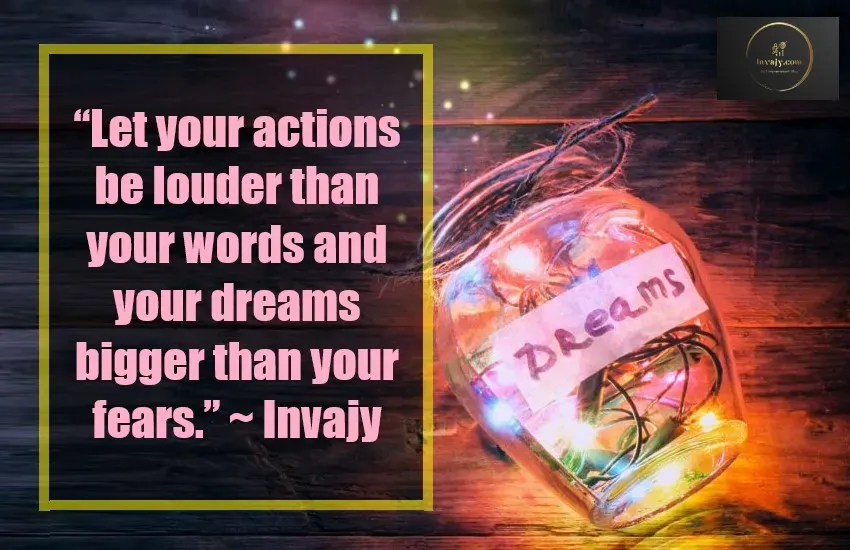 “Let your actions
be louder than
your words and
your dreams
bigger than your
fears.” ~ Invajy
Dreams
Invajy.com